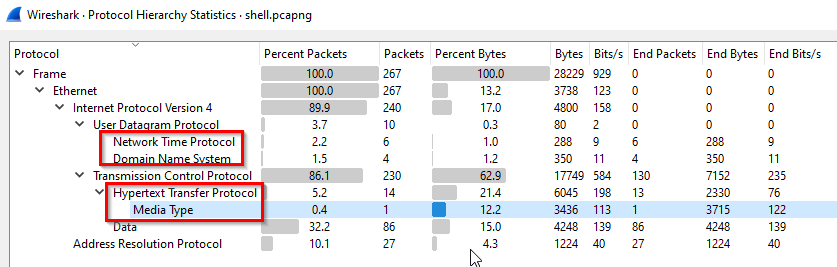 Wireshark · Protocol Hierarchy Statistics · shell.pcapng
Protocol Percent Packets Packets Percent Bytes Bytes Bits/s End Packets End Bytes End Bits/s
Frame 100.0 267 100.0 28229 929 0 0 0
Ethernet 100.0 267 13.2 3738 123 0 0 0
Internet Protocol Version 4 89.9 240 17.0 4800 158 0 0 0
User Datagram Protocol 3.7 10 0.3 80 2 0 0 0
Network Time Protocol 2.2 6 1.0 288 9 6 288 9
Domain Name System 1.5 4 1.2 350 11 4 350 11
Transmission Control Protocol 86.1 230 62.9 17749 584 130 7152 235
Hypertext Transfer Protocol 5.2 14 21.4 6045 198 13 2330 76
Media Type 0.4 1 12.2 3436 113 1 3715 122
Data 32.2 86 15.0 4248 139 86 4248 139
Address Resolution Protocol 10.1 27 4.3 1224 40 27 1224 40